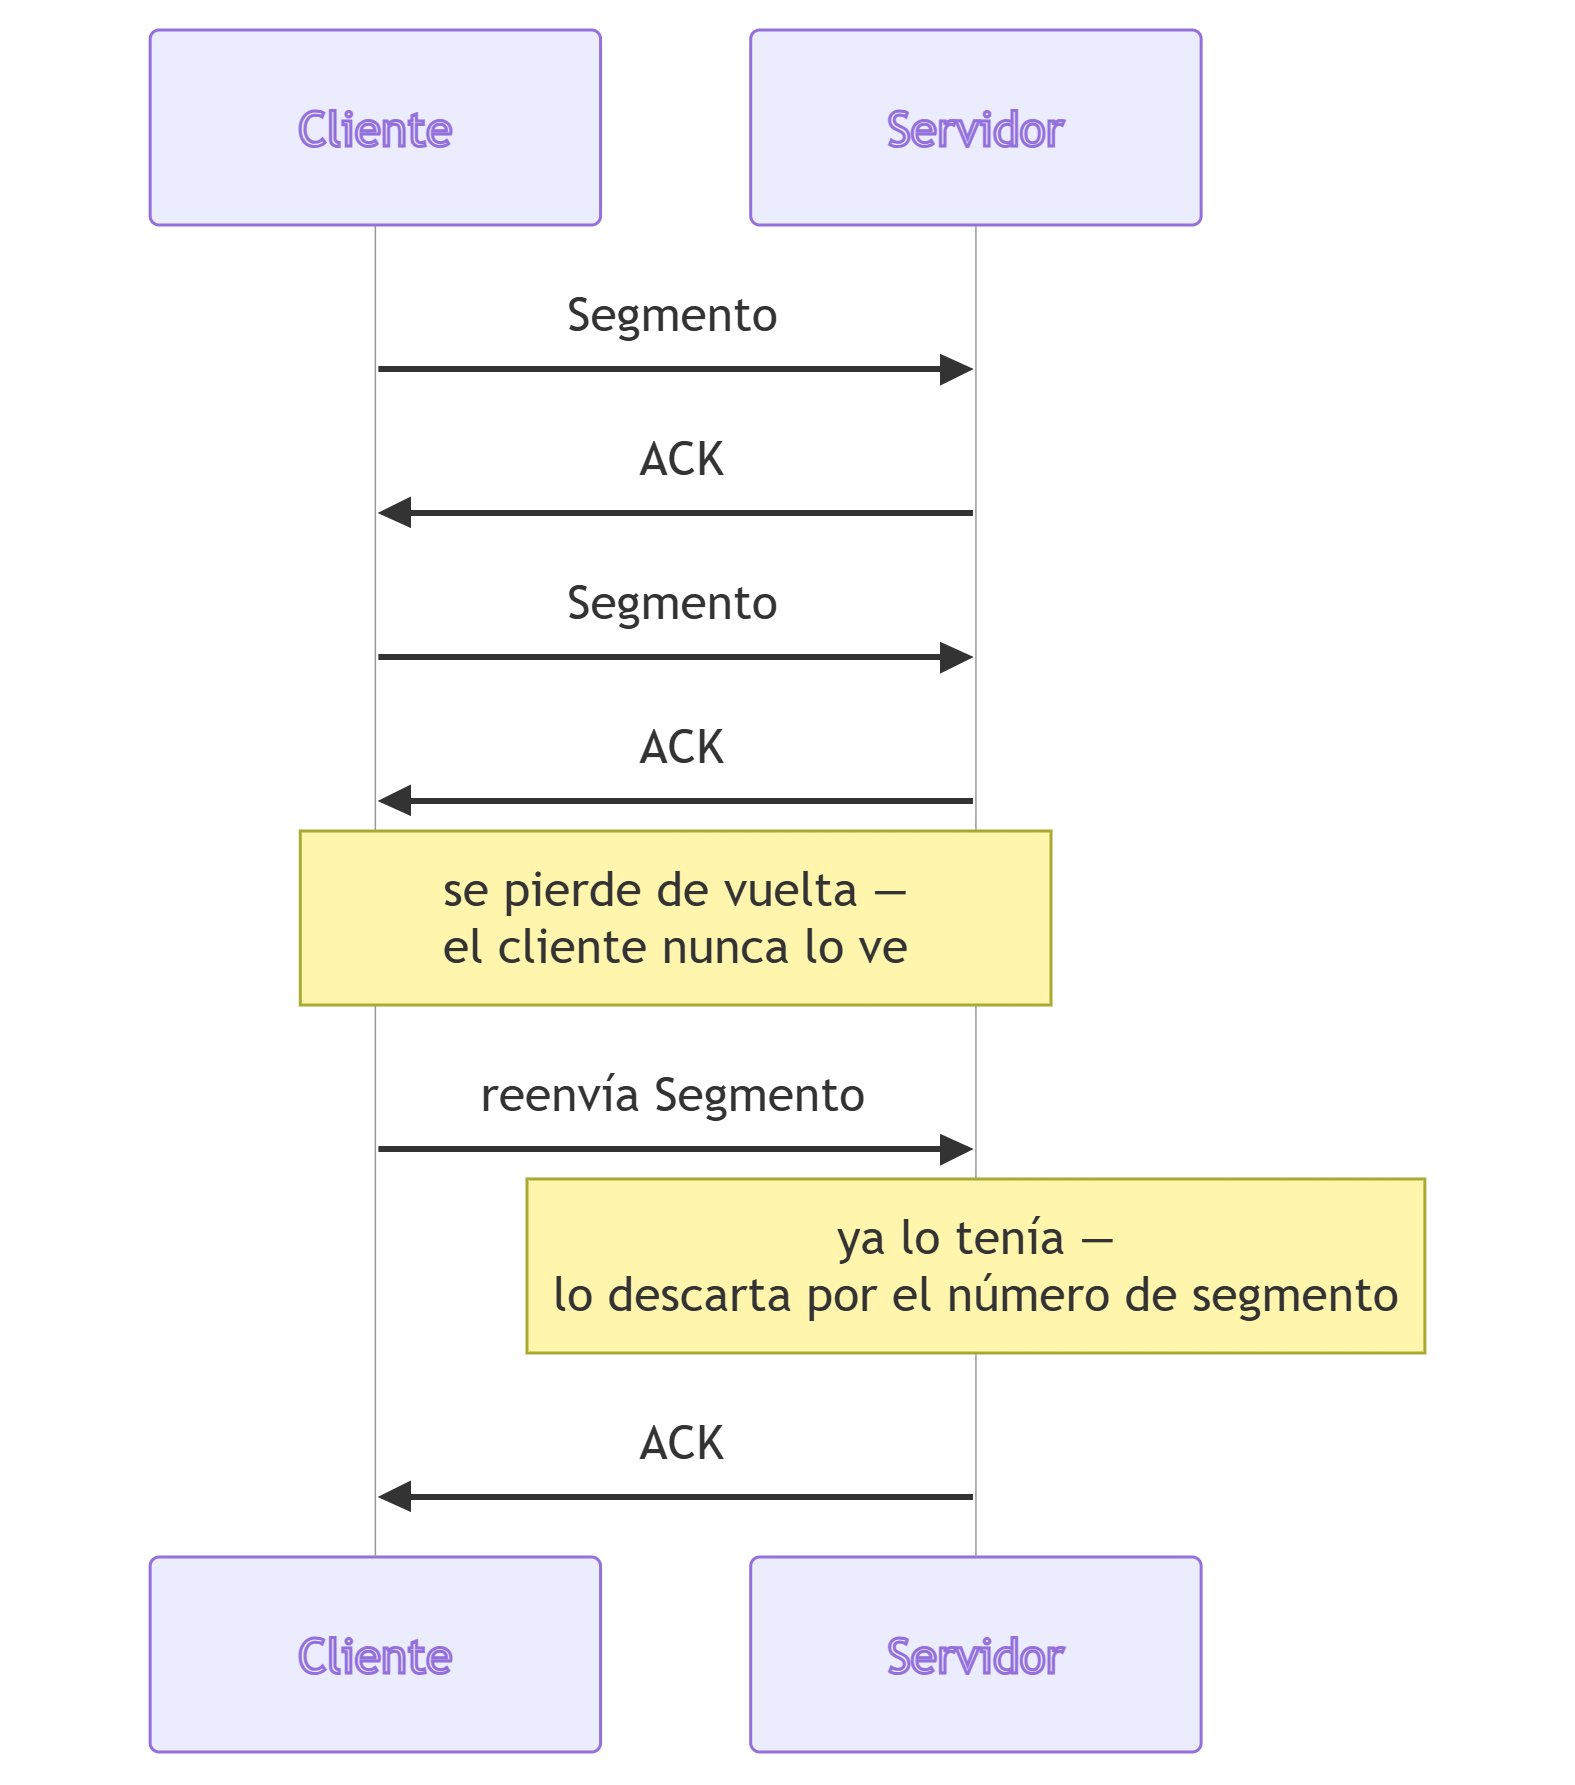 Cliente
Servidor
Segmento
ACK
Segmento
ACK
se pierde de vuelta —
el cliente nunca lo ve
reenvía Segmento
ya lo tenía —
lo descarta por el número de segmento
ACK
Cliente
Servidor